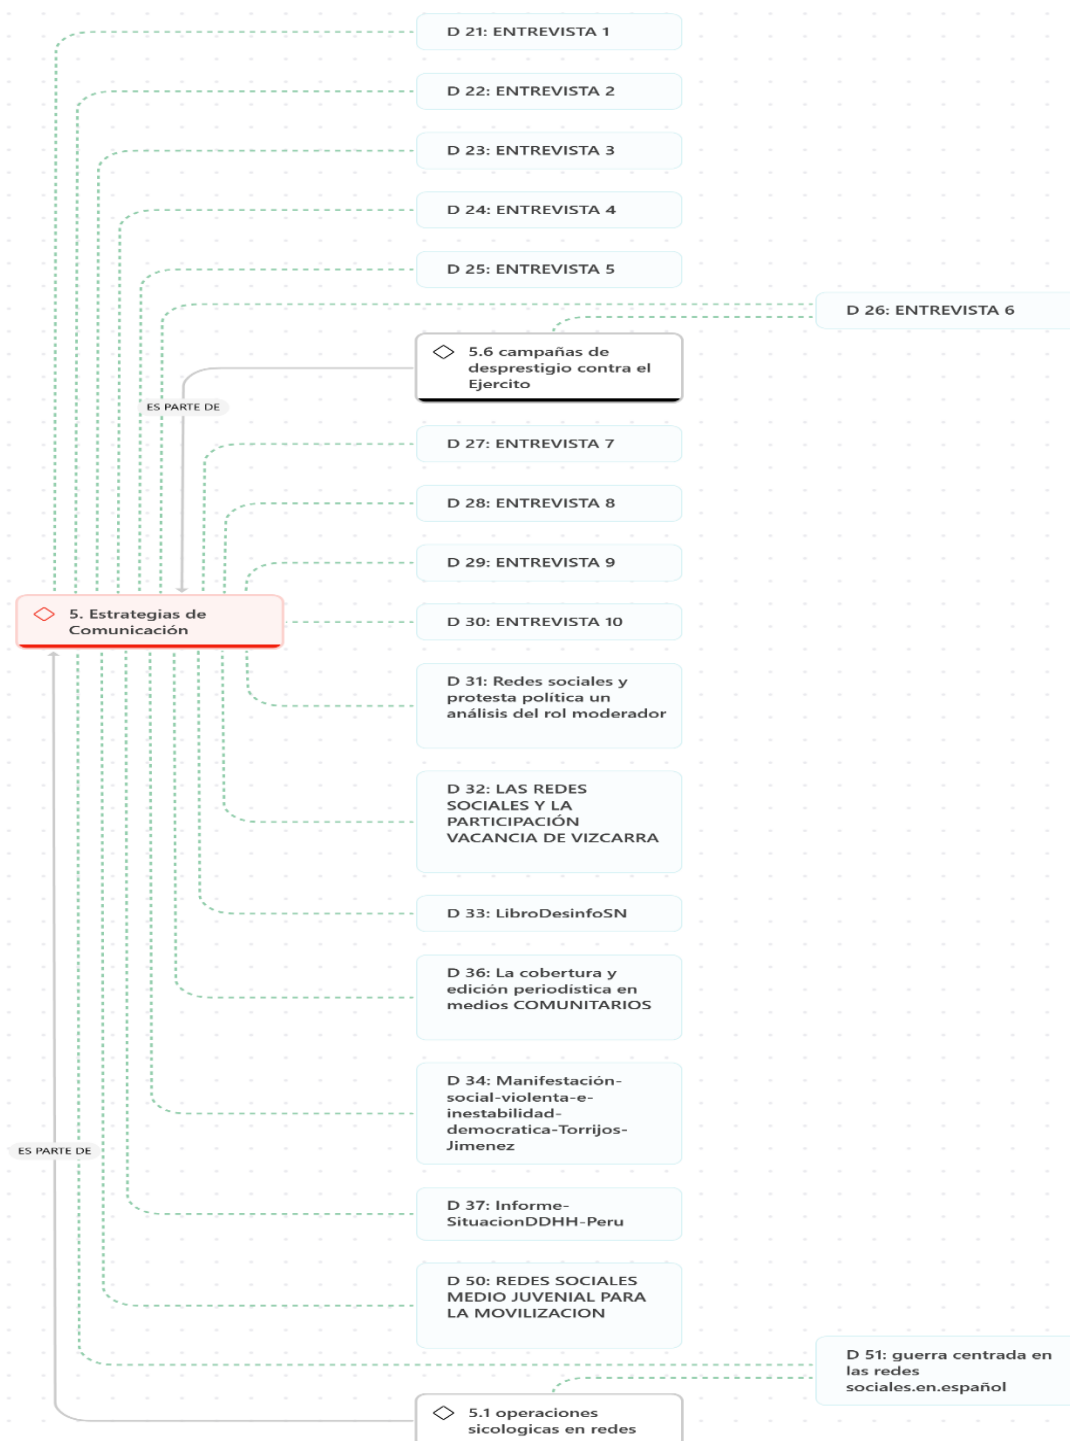 D 21: ENTREVISTA 1
D 22: ENTREVISTA 2
D 23: ENTREVISTA 3
D 24: ENTREVISTA 4
D 25: ENTREVISTA 5
D 26: ENTREVISTA 6
5.6 campañas de
desprestigio contra el
Ejercito
ES PARTE DE
D 27: ENTREVISTA 7
D 28: ENTREVISTA 8
D 29: ENTREVISTA 9
5. Estrategias de
Comunicación
D 30: ENTREVISTA 10
D 31: Redes sociales y
protesta política un
análisis del rol moderador
D 32: LAS REDES
SOCIALES Y LA
PARTICIPACIÓN
VACANCIA DE VIZCARRA
D 33: LibroDesinfoSN
D 36: La cobertura y
edición periodística en
medios COMUNITARIOS
D 34: Manifestación-
social-violenta-e-
inestabilidad-
democratica-Torrijos-
Jimenez
ES PARTE DE
D 37: Informe-
SituacionDDHH-Peru
D 50: REDES SOCIALES
MEDIO JUVENIAL PARA
LA MOVILIZACION
D 51: guerra centrada en
las redes
sociales.en.español
5.1 operaciones
sicologicas en redes